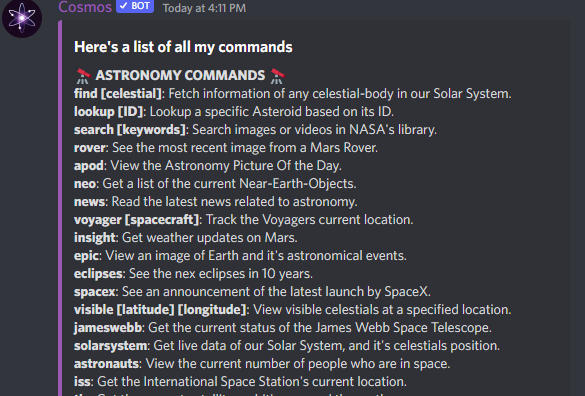 Cosmos ✓ BOT Today at 4:11 PM
Here's a list of all my commands
🔭 ASTRONOMY COMMANDS 🔭
find [celestial]: Fetch information of any celestial-body in our Solar System.
lookup [ID]: Lookup a specific Asteroid based on its ID.
search [keywords]: Search images or videos in NASA's library.
rover: See the most recent image from a Mars Rover.
apod: View the Astronomy Picture Of the Day.
neo: Get a list of the current Near-Earth-Objects.
news: Read the latest news related to astronomy.
voyager [spacecraft]: Track the Voyagers current location.
insight: Get weather updates on Mars.
epic: View an image of Earth and it's astronomical events.
eclipses: See the nex eclipses in 10 years.
spacex: See an announcement of the latest launch by SpaceX.
visible [latitude] [longitude]: View visible celestials at a specified location.
jameswebb: Get the current status of the James Webb Space Telescope.
solarsystem: Get live data of our Solar System, and it's celestials position.
astronauts: View the current number of people who are in space.
iss: Get the International Space Station's current location.